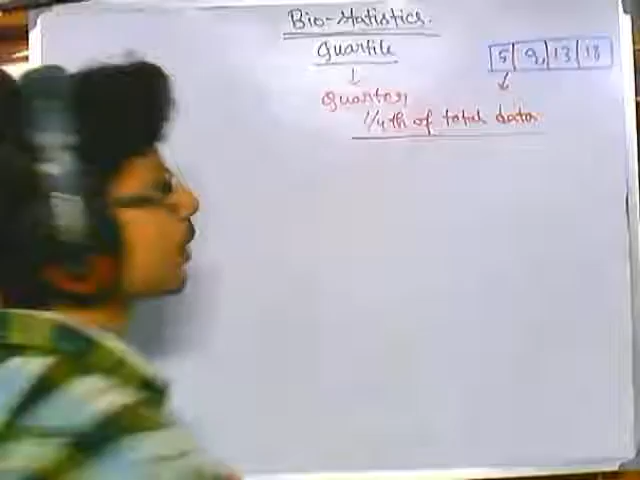 Bio-Statistics.
Quartile
5 | 9, | 13 | 18
↓
↓
Quarter
1/4th of total data